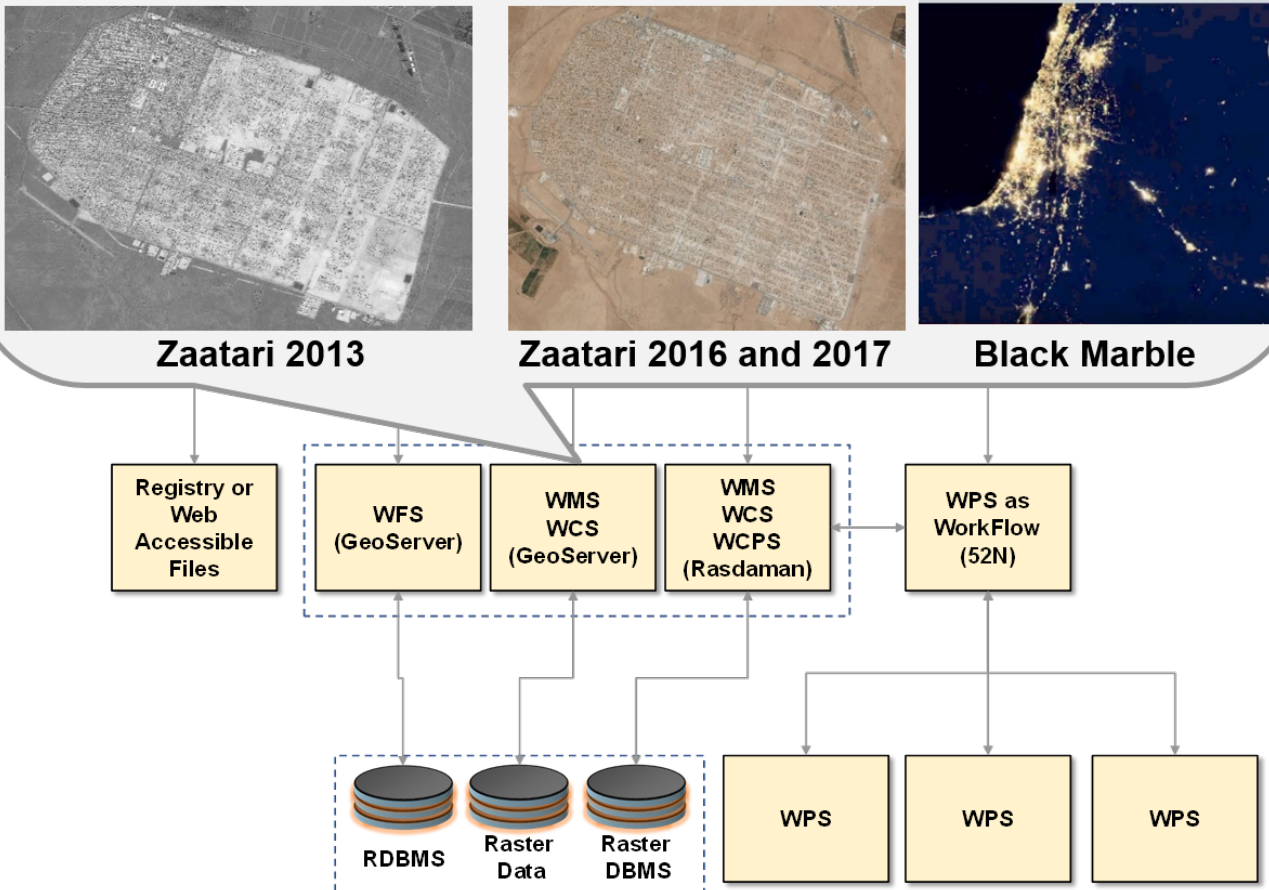 Zaatari 2013
Zaatari 2016 and 2017
Black Marble
Registry or
Web
Accessible
Files
WFS
(GeoServer)
WMS
WCS
(GeoServer)
WMS
WCS
WCPS
(Rasdaman)
WPS as
WorkFlow
(52N)
RDBMS
Raster
Data
Raster
DBMS
WPS
WPS
WPS